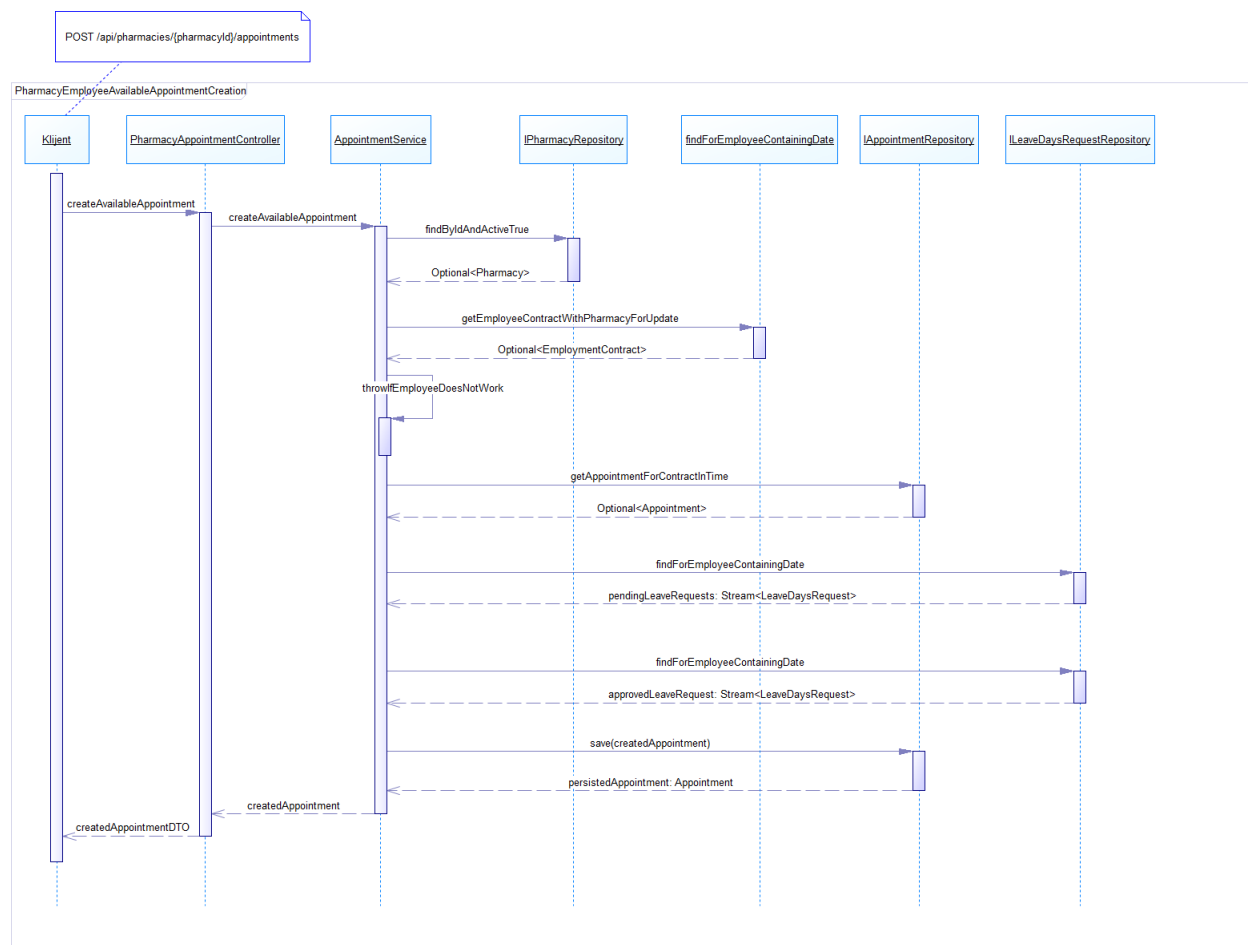 POST /api/pharmacies/{pharmacyId}/appointments
PharmacyEmployeeAvailableAppointmentCreation
Klijent
PharmacyAppointmentController
AppointmentService
IPharmacyRepository
findForEmployeeContainingDate
IAppointmentRepository
ILeaveDaysRequestRepository
createAvailableAppointment
createAvailableAppointment
findByIdAndActiveTrue
Optional<Pharmacy>
getEmployeeContractWithPharmacyForUpdate
Optional<EmploymentContract>
throwIfEmployeeDoesNotWork
getAppointmentForContractInTime
Optional<Appointment>
findForEmployeeContainingDate
pendingLeaveRequests: Stream<LeaveDaysRequest>
findForEmployeeContainingDate
approvedLeaveRequest: Stream<LeaveDaysRequest>
save(createdAppointment)
persistedAppointment: Appointment
createdAppointment
createdAppointmentDTO